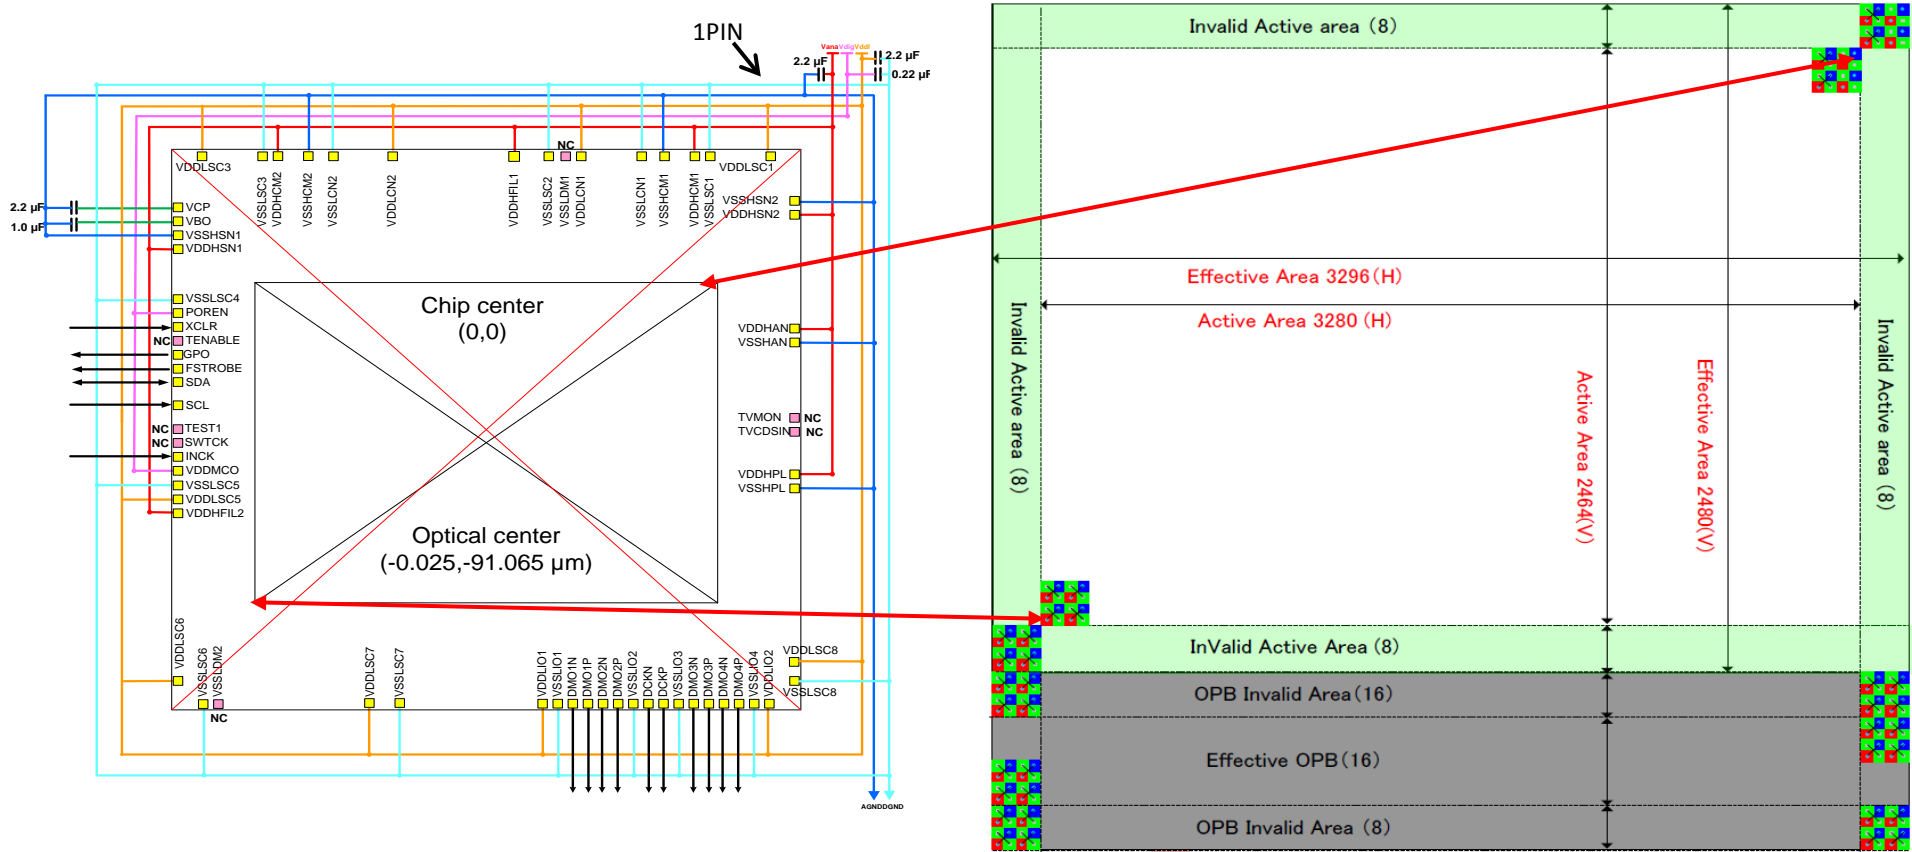 1PIN
Vana Vdig Vddl
2.2 µF
2.2 µF
0.22 µF
NC
VDDLSC3
VSSLSC3
VDDHCM2
VSSHCM2
VSSLCN2
VDDLCN2
VDDHFIL1
VSSLSC2
VSSLDM1
VDDLCN1
VSSLCN1
VSSHCM1
VDDHCM1
VSSLSC1
VDDLSC1
2.2 µF
1.0 µF
VCP
VBO
VSSHSN1
VDDHSN1
VSSLSC4
POREN
XCLR
NC TENABLE
GPO
FSTROBE
SDA
SCL
NC TEST1
NC SWTCK
INCK
VDDMCO
VSSLSC5
VDDLSC5
VDDHFIL2
VSSHSN2
VDDHSN2
VDDHAN
VSSHAN
TVMON NC
TVCDSIN NC
VDDHPL
VSSHPL
Chip center
(0,0)
Optical center
(-0.025,-91.065 µm)
VDDLSC6
VSSLSC6
VSSLDM2
NC
VDDLSC7
VSSLSC7
VDDLIO1
VSSLIO1
DMO1N
DMO1P
DMO2N
DMO2P
VSSLIO2
DCKN
DCKP
VSSLIO3
DMO3N
DMO3P
DMO4N
DMO4P
VSSLIO4
VDDLIO2
VDDLSC8
VSSLSC8
AGND DGND
Invalid Active area (8)
Effective Area 3296(H)
Active Area 3280 (H)
Invalid Active area (8)
Active Area 2464(V)
Effective Area 2480(V)
Invalid Active area (8)
InValid Active Area (8)
OPB Invalid Area(16)
Effective OPB(16)
OPB Invalid Area (8)